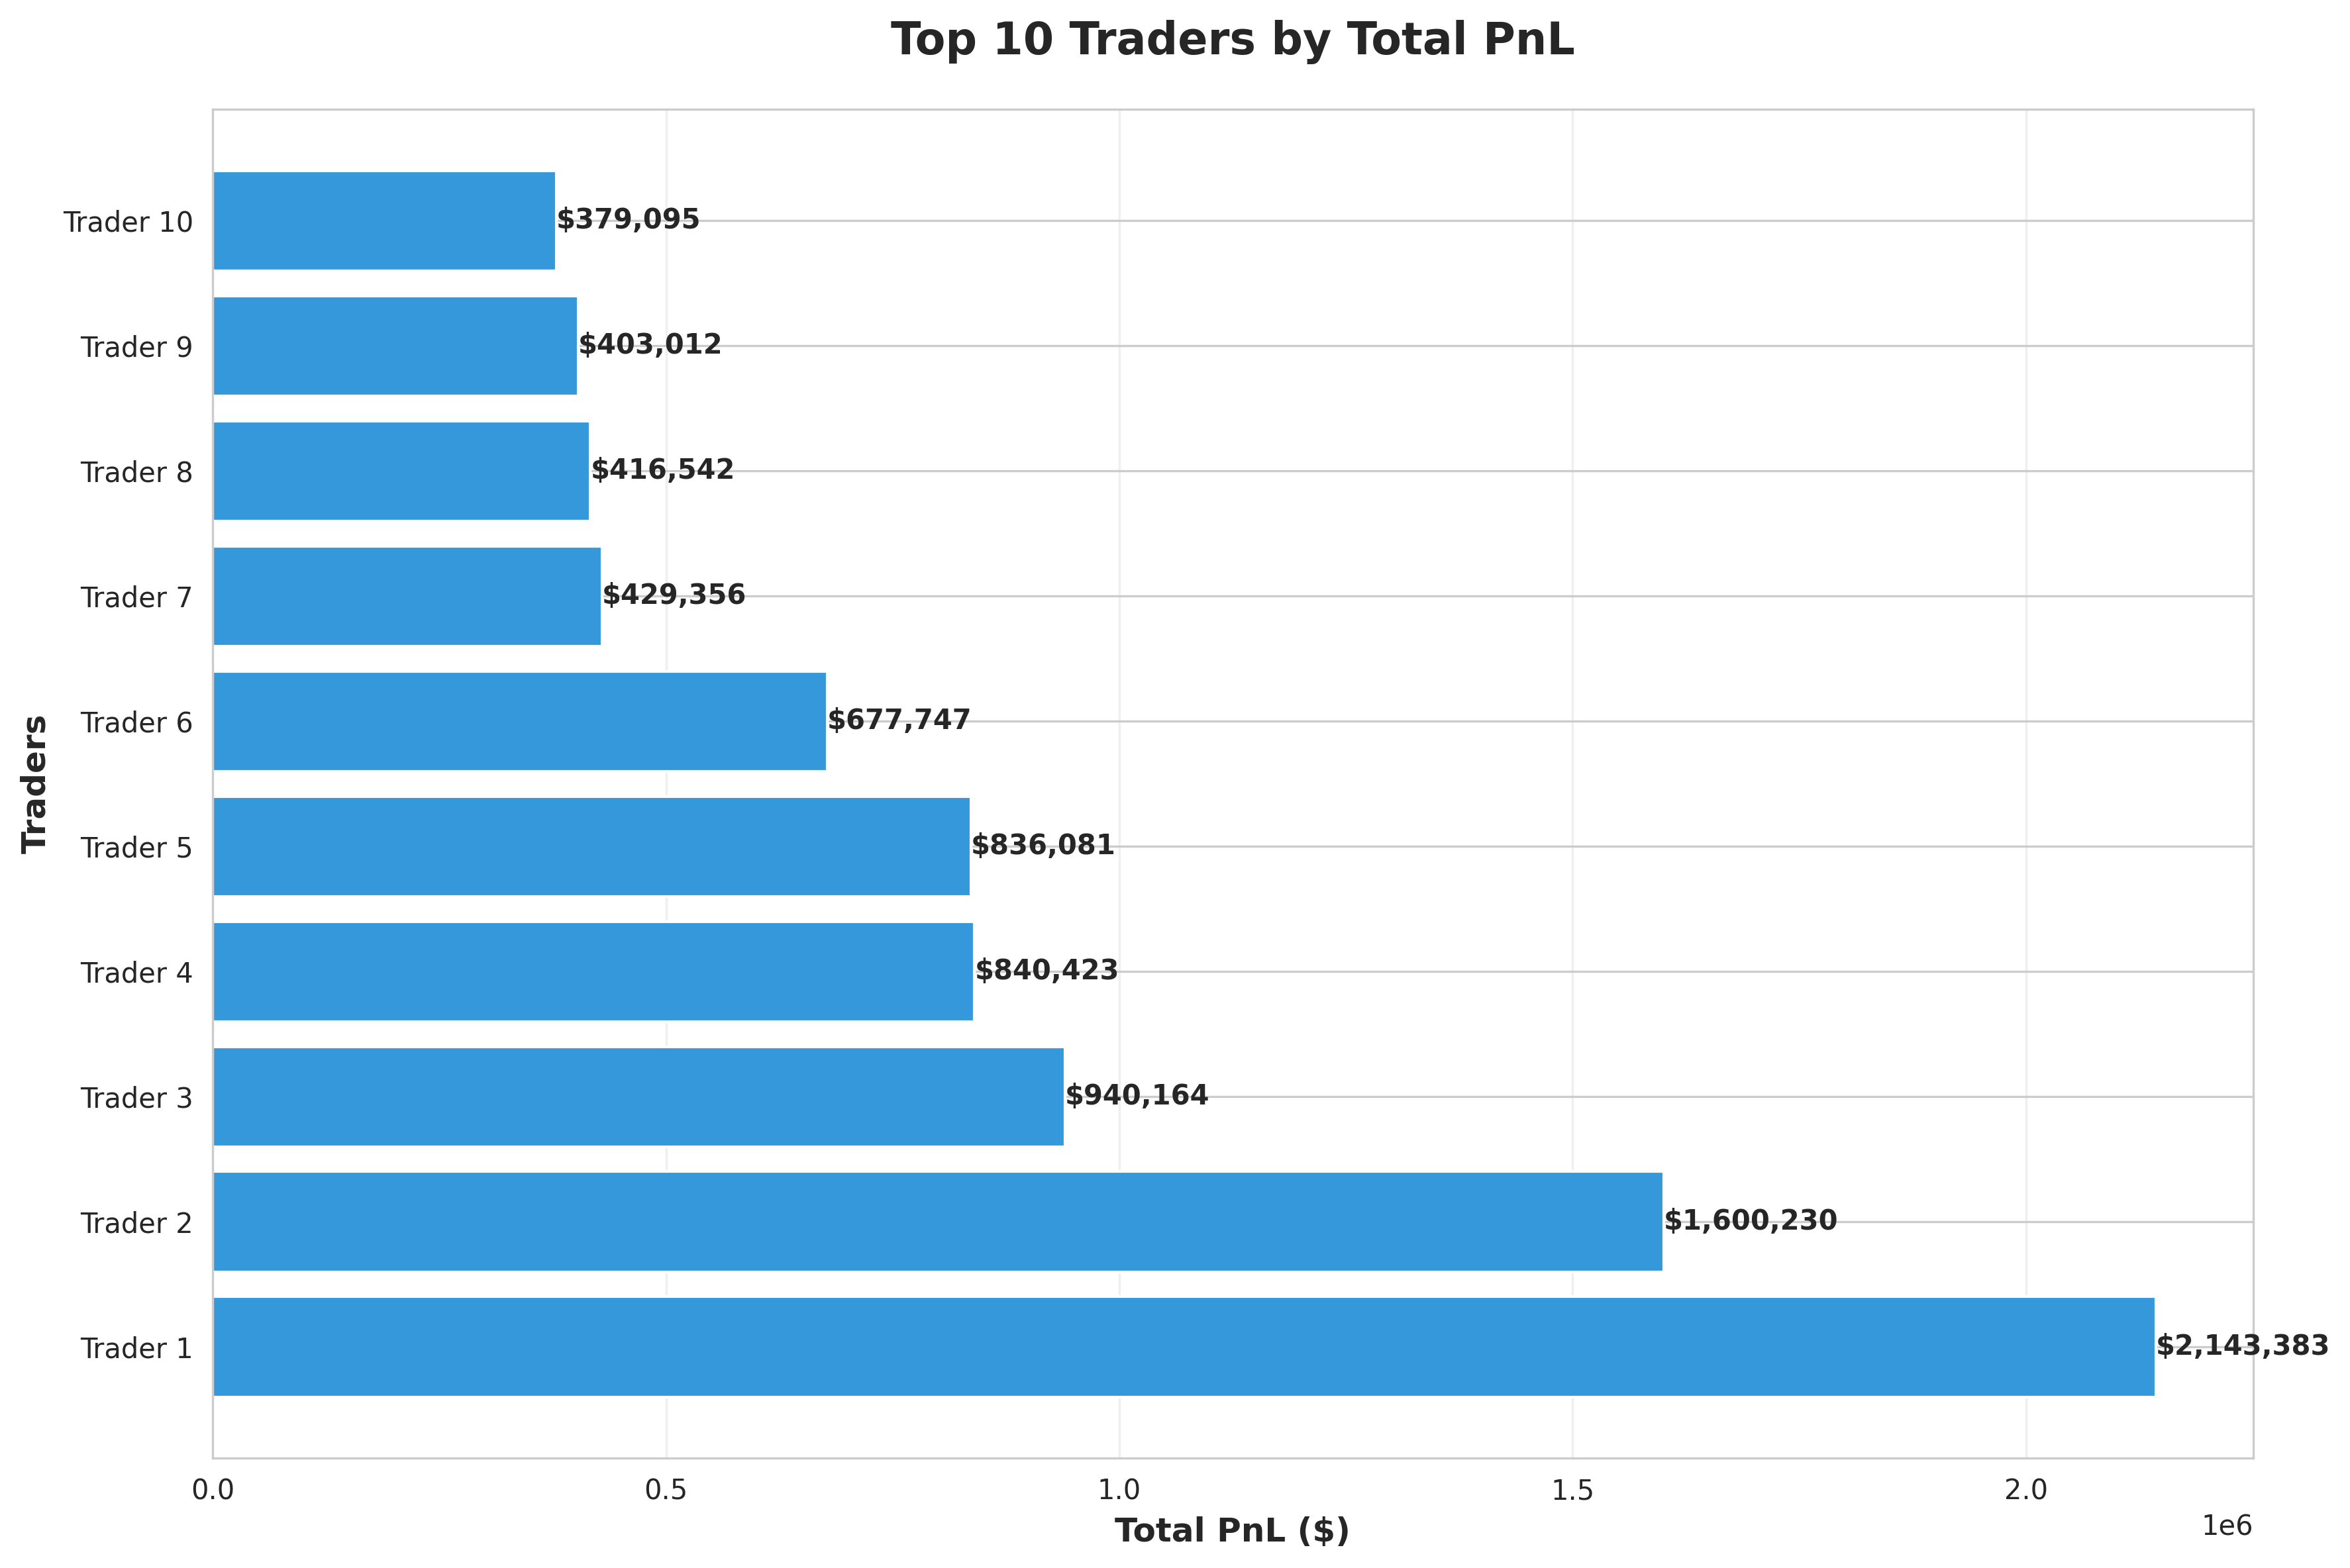 Top 10 Traders by Total PnL
Trader 10
$379,095
Trader 9
$403,012
Trader 8
$416,542
Trader 7
$429,356
Trader 6
$677,747
Trader 5
$836,081
Trader 4
$840,423
Trader 3
$940,164
Trader 2
$1,600,230
Trader 1
$2,143,383
Traders
0.0
0.5
1.0
1.5
2.0
1e6
Total PnL ($)